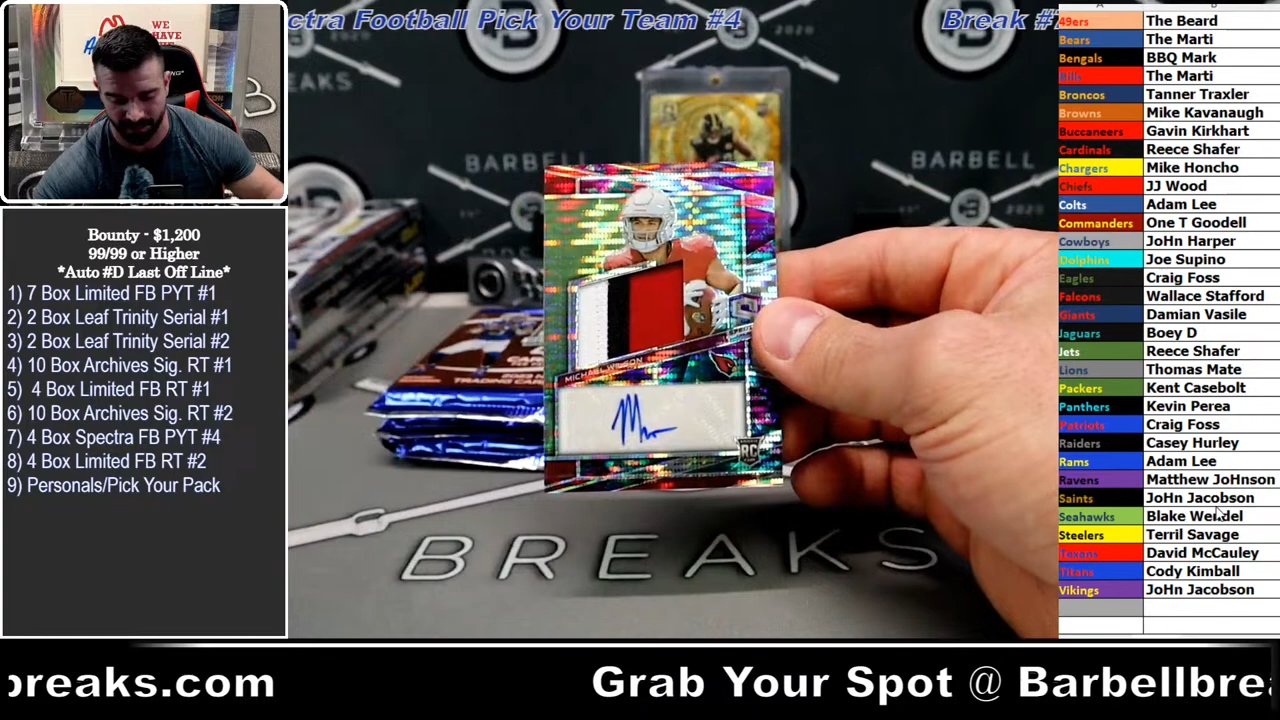 ctra Football Pick Your Team #4
Break #
WE
HAVE
BREAKS
2020
BARBELL
BARBELL
MICHAEL WILSON
RC
BREAKS
Bounty - $1,200
99/99 or Higher
*Auto #D Last Off Line*
1) 7 Box Limited FB PYT #1
2) 2 Box Leaf Trinity Serial #1
3) 2 Box Leaf Trinity Serial #2
4) 10 Box Archives Sig. RT #1
5) 4 Box Limited FB RT #1
6) 10 Box Archives Sig. RT #2
7) 4 Box Spectra FB PYT #4
8) 4 Box Limited FB RT #2
9) Personals/Pick Your Pack
49ers The Beard
Bears The Marti
Bengals BBQ Mark
Bills The Marti
Broncos Tanner Traxler
Browns Mike Kavanaugh
Buccaneers Gavin Kirkhart
Cardinals Reece Shafer
Chargers Mike Honcho
Chiefs JJ Wood
Colts Adam Lee
Commanders One T Goodell
Cowboys JoHn Harper
Dolphins Joe Supino
Eagles Craig Foss
Falcons Wallace Stafford
Giants Damian Vasile
Jaguars Boey D
Jets Reece Shafer
Lions Thomas Mate
Packers Kent Casebolt
Panthers Kevin Perea
Patriots Craig Foss
Raiders Casey Hurley
Rams Adam Lee
Ravens Matthew JoHnson
Saints JoHn Jacobson
Seahawks Blake Wendel
Steelers Terril Savage
Texans David McCauley
Titans Cody Kimball
Vikings JoHn Jacobson
breaks.com
Grab Your Spot @ Barbellbrea